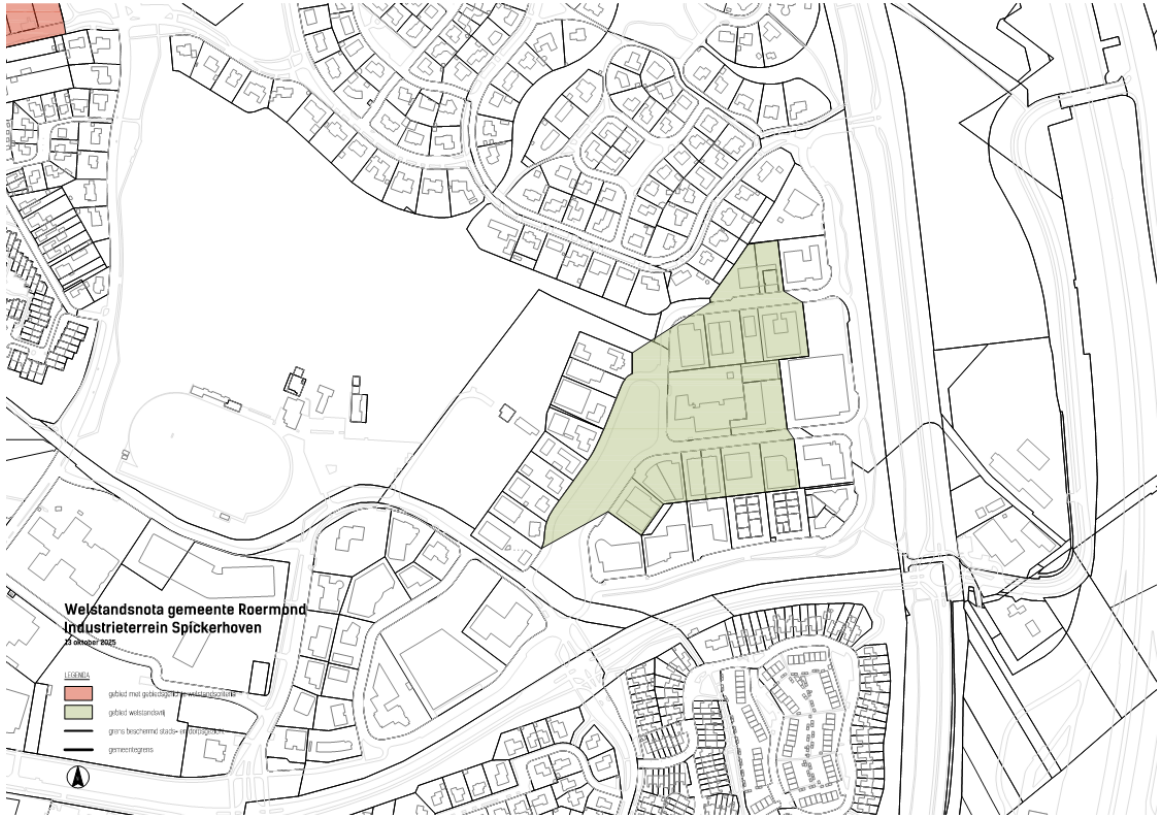 Welstandsnota gemeente Roermond
Industrieterrein Spickerhoven
13 oktober 2025
LEGENDA
gebied met gebiedsgerichte welstandscriteria
gebied welstandsvrij
grens beschermd stads- en dorpsgezicht
gemeentegrens